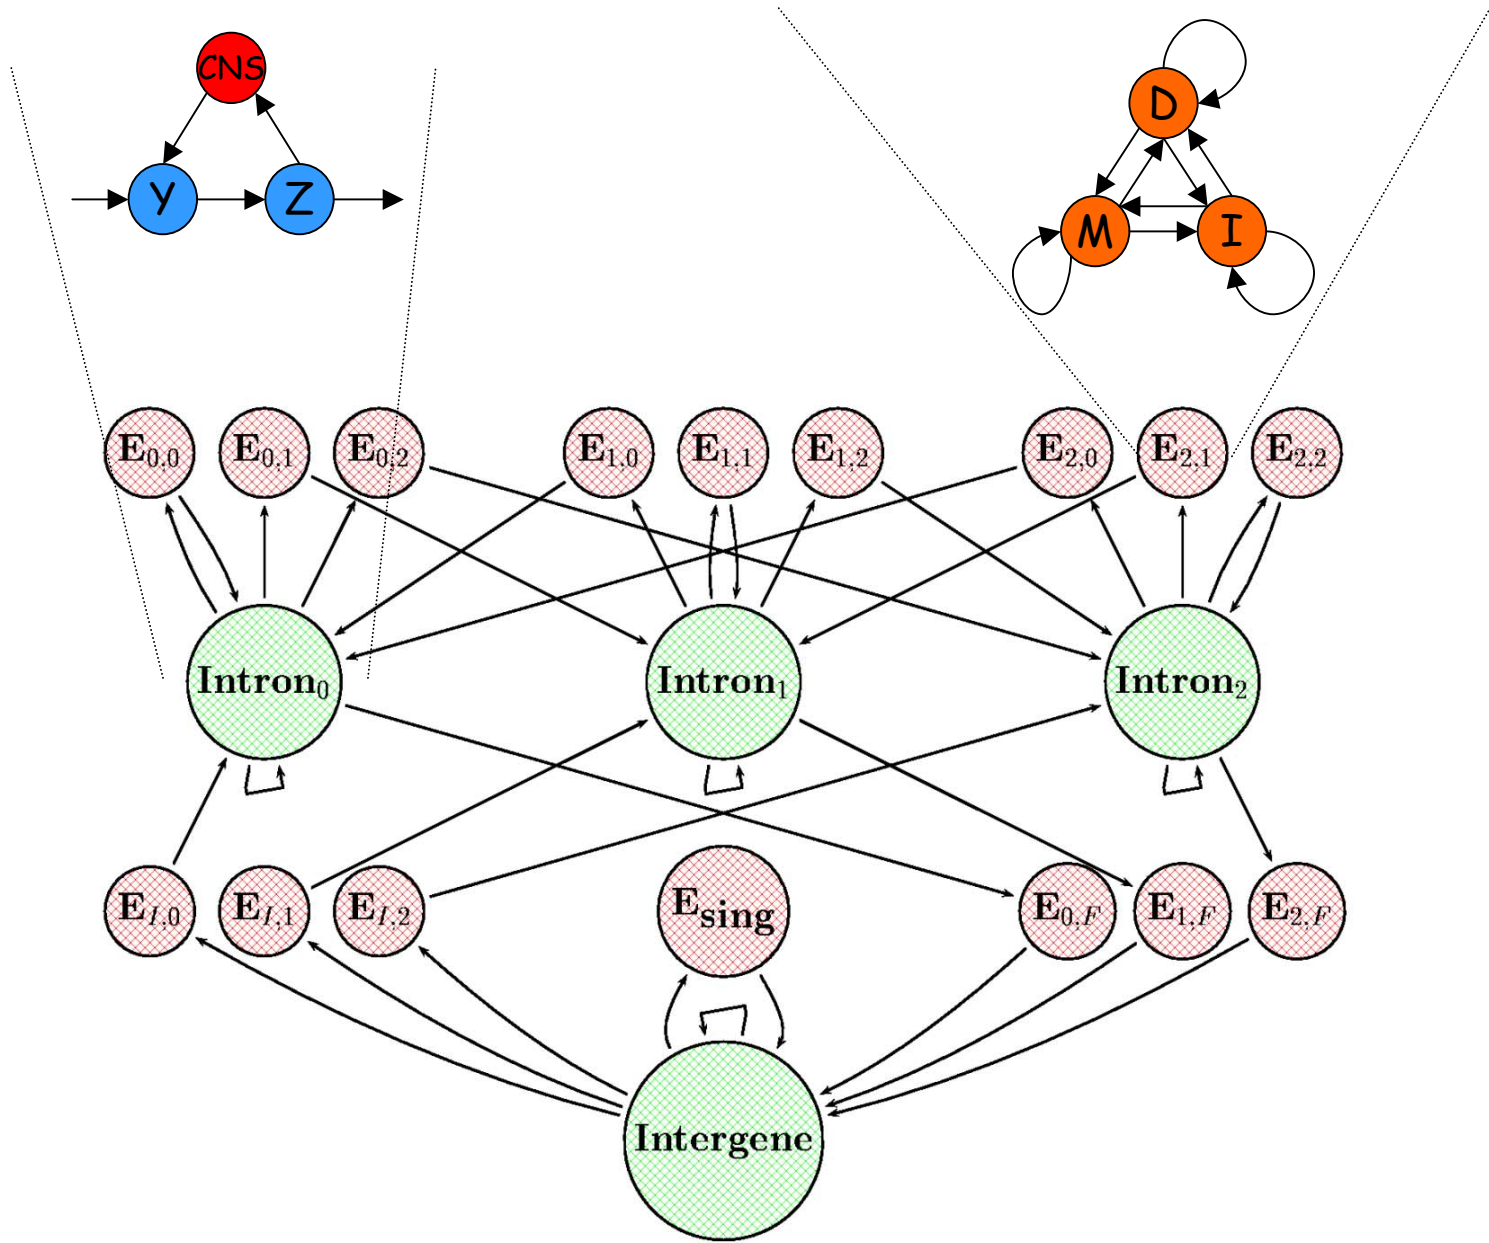 CNS
Y Z
D
M I
E0,0 E0,1 E0,2 E1,0 E1,1 E1,2 E2,0 E2,1 E2,2
Intron0 Intron1 Intron2
EI,0 EI,1 EI,2 Esing E0,F E1,F E2,F
Intergene